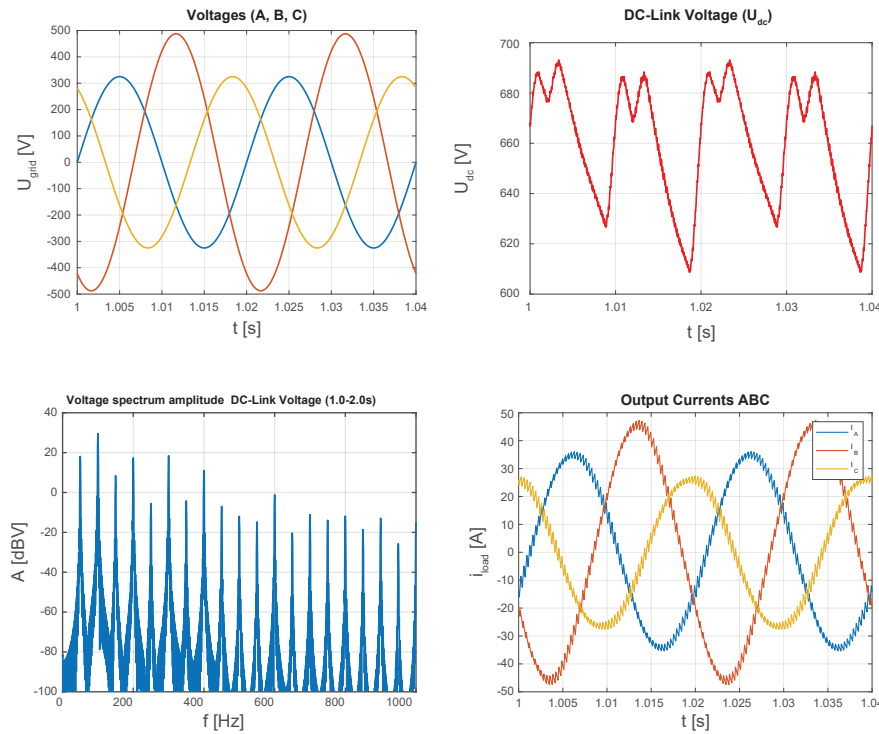 Voltages (A, B, C)
500
400
300
200
100
0
-100
-200
-300
-400
-500
U_grid [V]
1 1.005 1.01 1.015 1.02 1.025 1.03 1.035 1.04
t [s]
DC-Link Voltage (U_dc)
700
680
660
640
620
600
U_dc [V]
1 1.01 1.02 1.03 1.04
t [s]
Voltage spectrum amplitude DC-Link Voltage (1.0-2.0s)
40
20
0
-20
-40
-60
-80
-100
A [dBV]
0 200 400 600 800 1000
f [Hz]
Output Currents ABC
50
40
30
20
10
0
-10
-20
-30
-40
-50
i_load [A]
I_A
I_B
I_C
1 1.005 1.01 1.015 1.02 1.025 1.03 1.035 1.04
t [s]